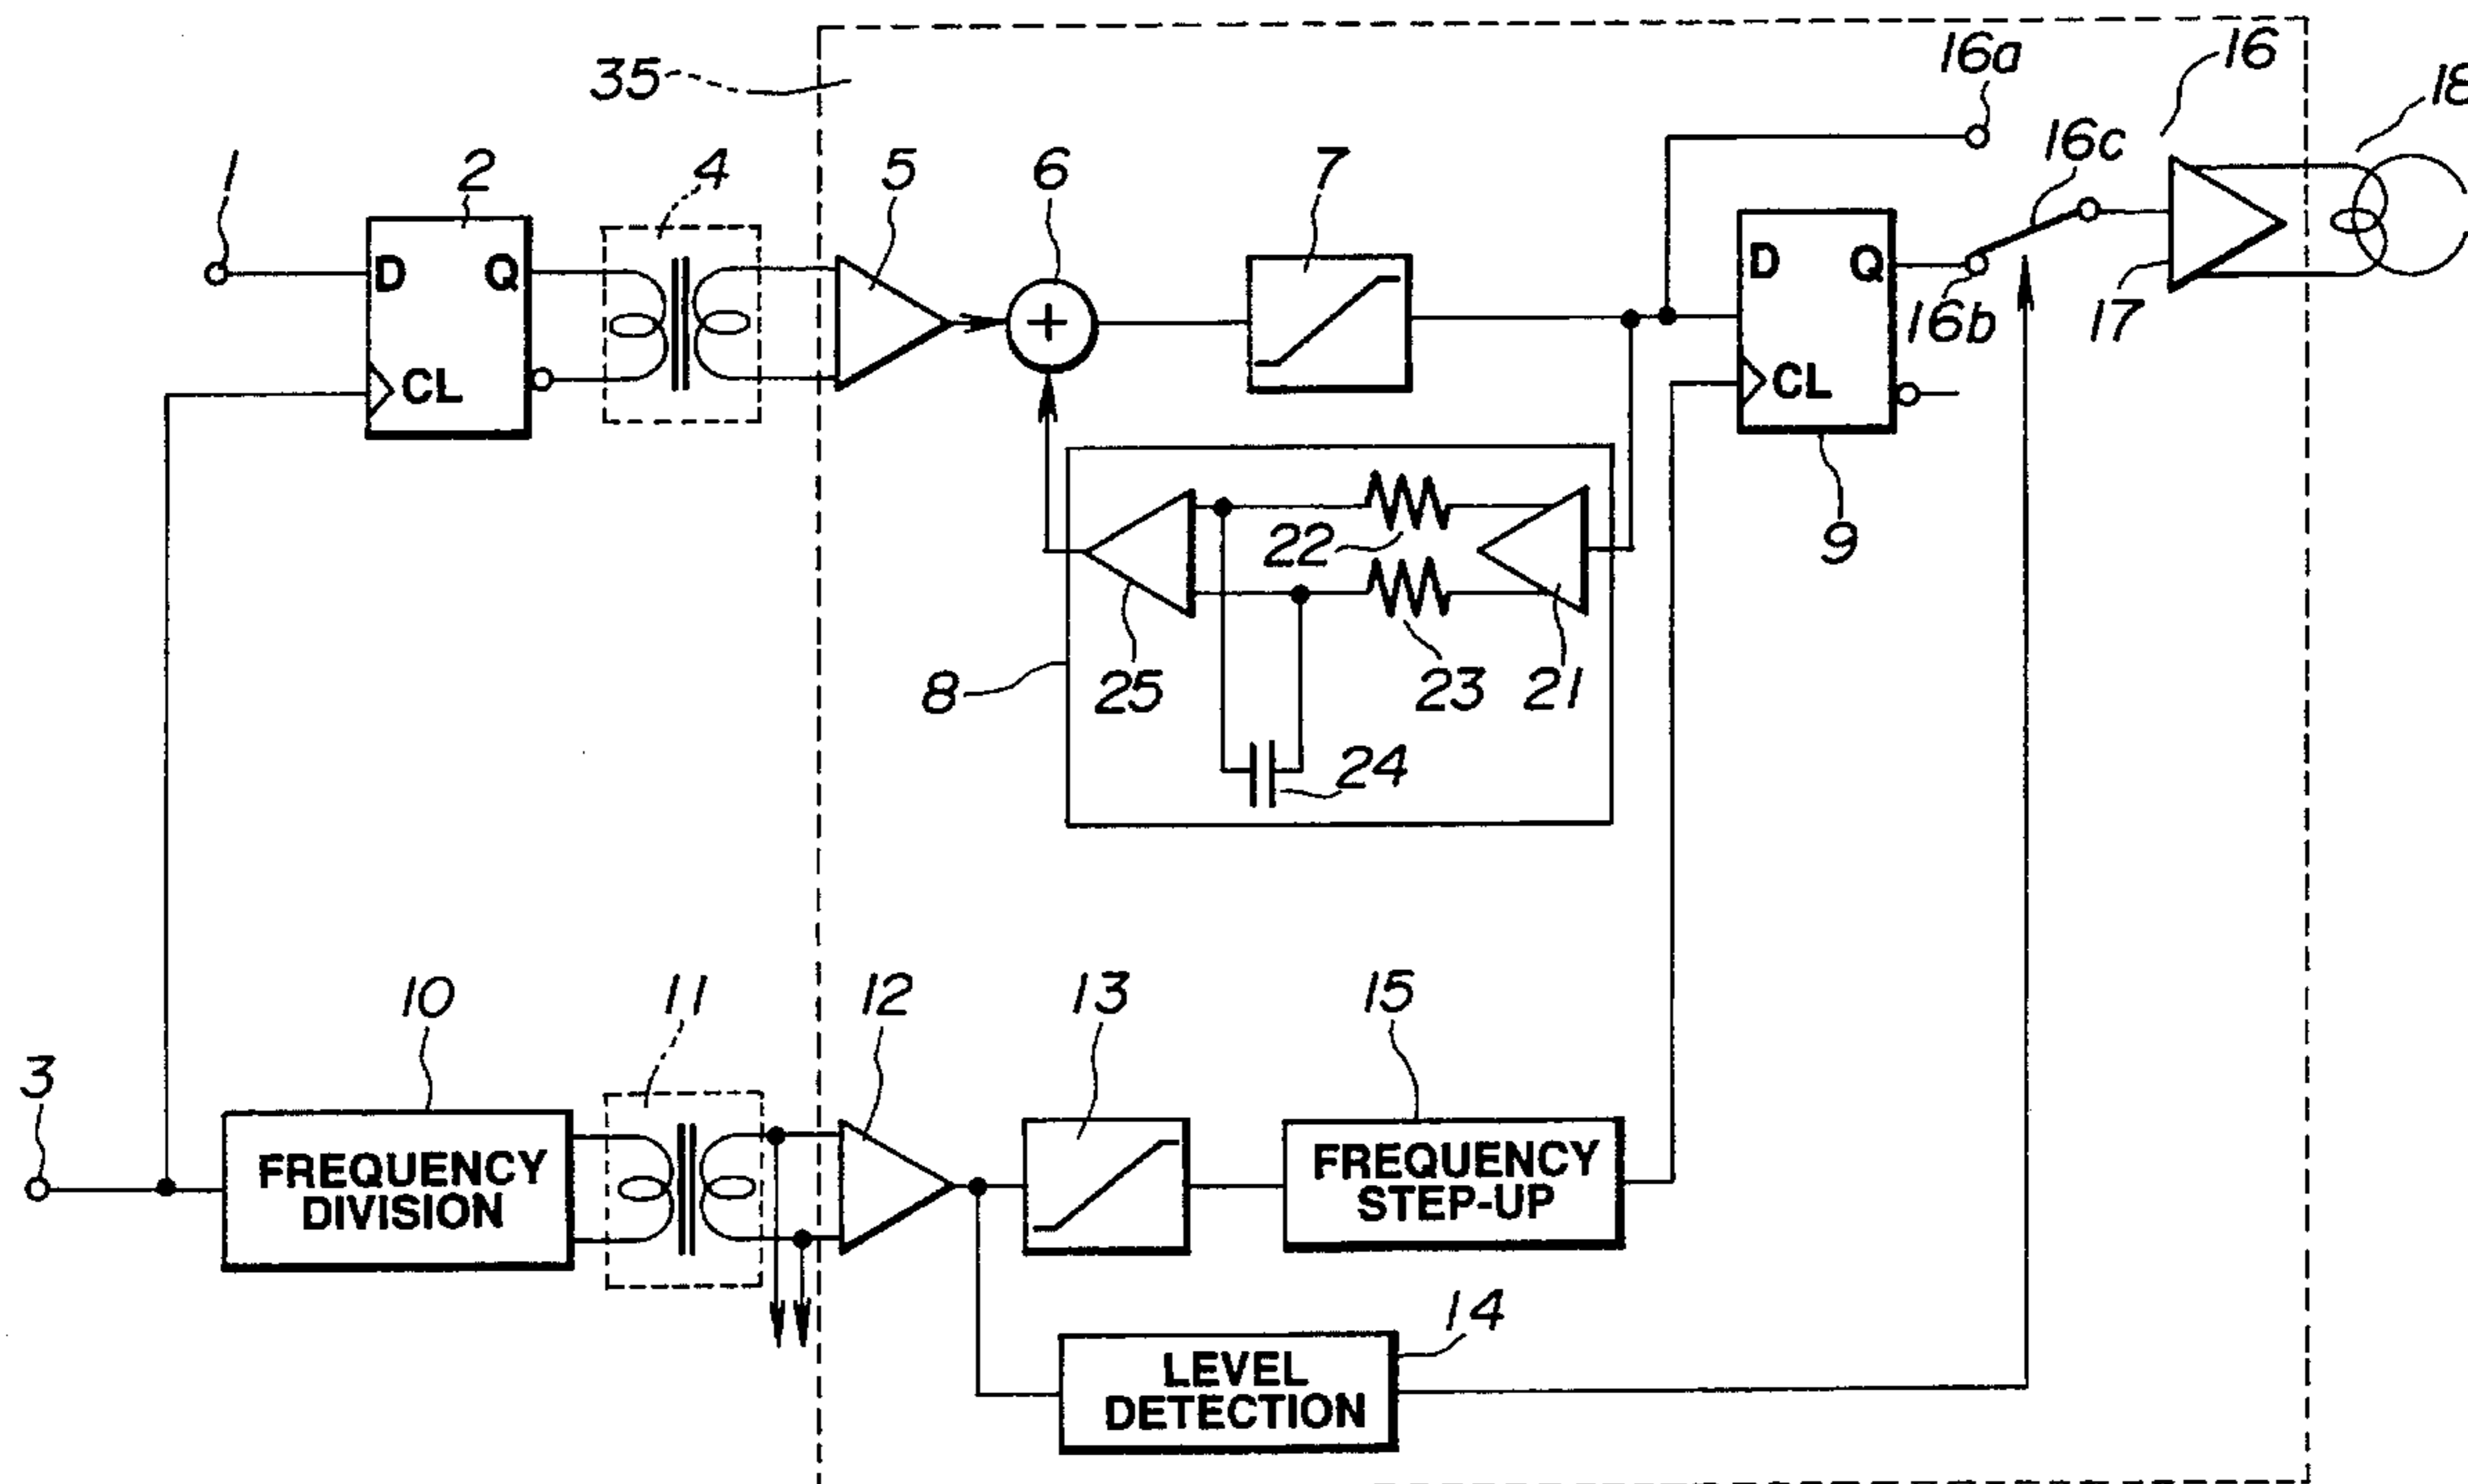 35
16a
16
18
1
2
4
5
6
7
16c
D Q
CL
D Q
CL
16b
17
22
9
8
25
23
21
24
10
11
12
13
15
3
FREQUENCY
DIVISION
FREQUENCY
STEP-UP
14
LEVEL
DETECTION